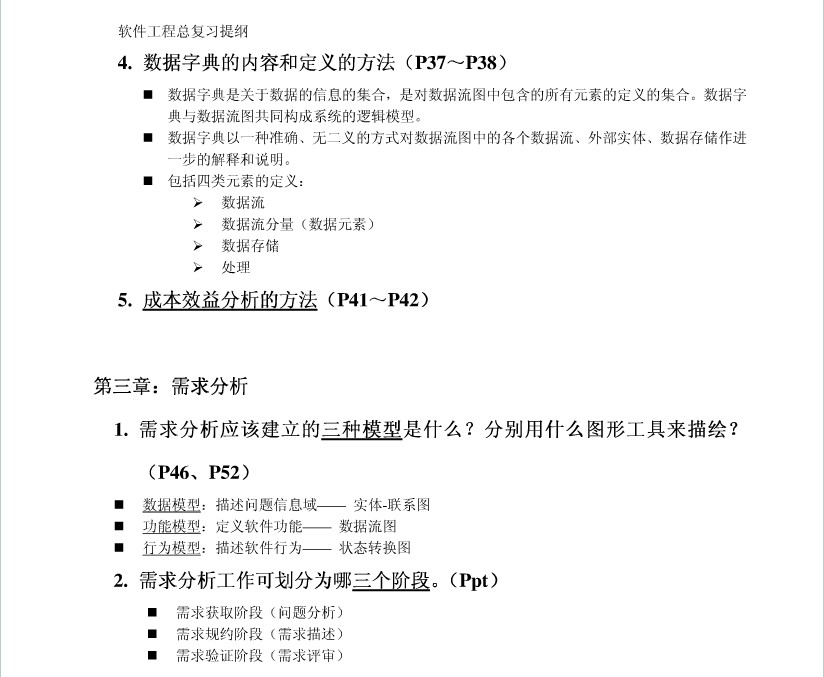 软件工程总复习提纲
4. 数据字典的内容和定义的方法（P37～P38）
■ 数据字典是关于数据的信息的集合，是对数据流图中包含的所有元素的定义的集合。数据字
典与数据流图共同构成系统的逻辑模型。
■ 数据字典以一种准确、无二义的方式对数据流图中的各个数据流、外部实体、数据存储作进
一步的解释和说明。
■ 包括四类元素的定义：
➢ 数据流
➢ 数据流分量（数据元素）
➢ 数据存储
➢ 处理
5. 成本效益分析的方法（P41～P42）
第三章：需求分析
1. 需求分析应该建立的三种模型是什么？分别用什么图形工具来描绘？
（P46、P52）
■ 数据模型：描述问题信息域—— 实体-联系图
■ 功能模型：定义软件功能—— 数据流图
■ 行为模型：描述软件行为—— 状态转换图
2. 需求分析工作可划分为哪三个阶段。（Ppt）
■ 需求获取阶段（问题分析）
■ 需求规约阶段（需求描述）
■ 需求验证阶段（需求评审）